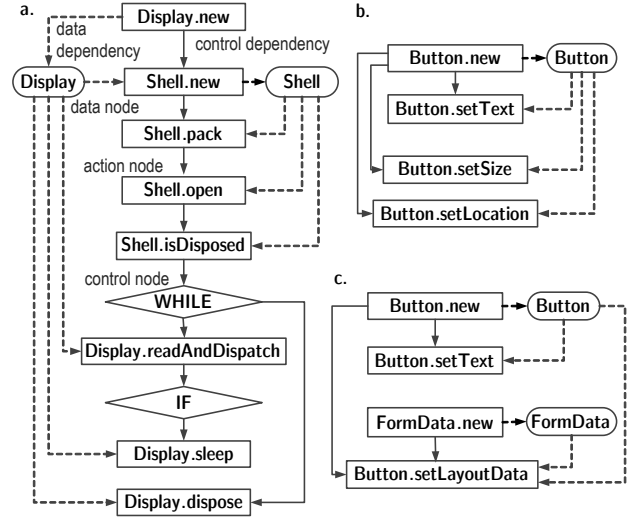 a.
Display.new
data
dependency
control dependency
Display
Shell.new
Shell
data node
Shell.pack
action node
Shell.open
Shell.isDisposed
control node
WHILE
Display.readAndDispatch
IF
Display.sleep
Display.dispose
b.
Button.new
Button
Button.setText
Button.setSize
Button.setLocation
c.
Button.new
Button
Button.setText
FormData.new
FormData
Button.setLayoutData